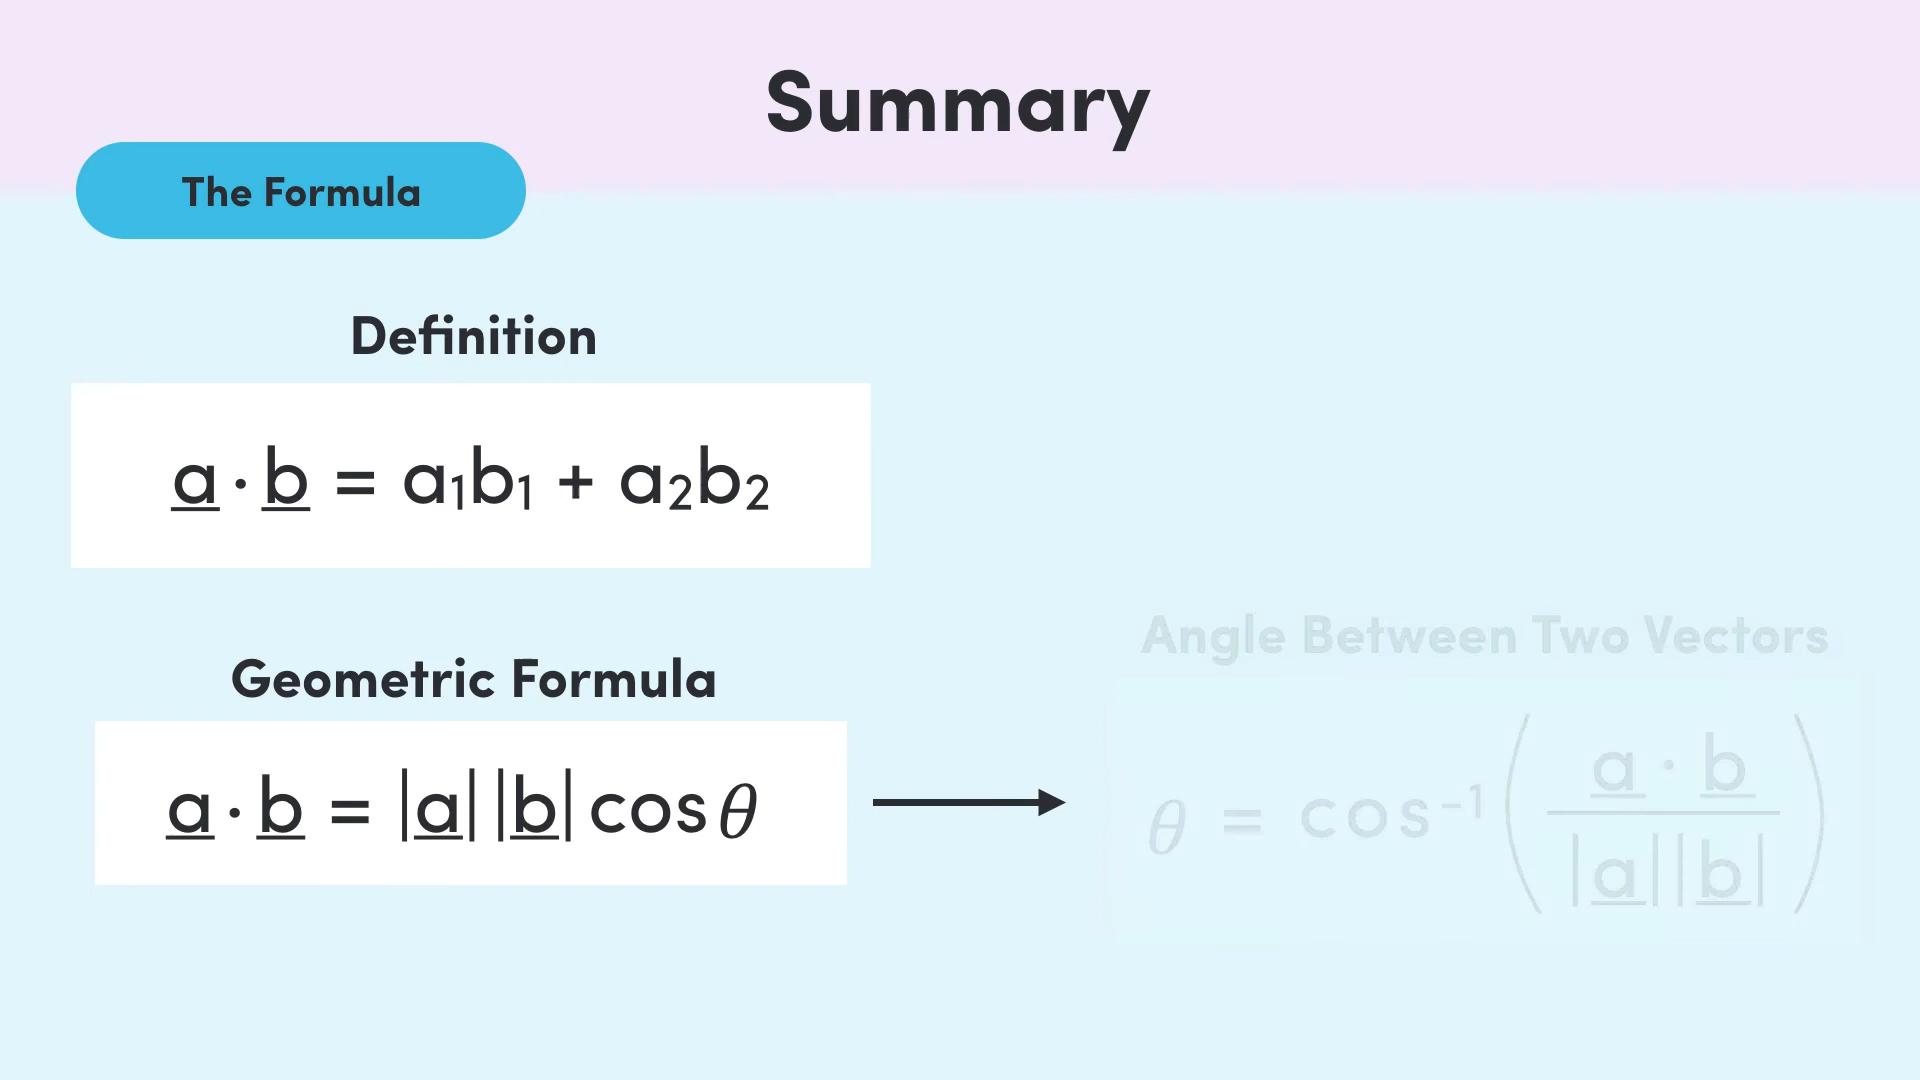 Summary
The Formula
Definition
a · b = a₁b₁ + a₂b₂
Geometric Formula
a · b = |a| |b| cos θ
Angle Between Two Vectors
θ = cos⁻¹ ( a · b / |a| |b| )